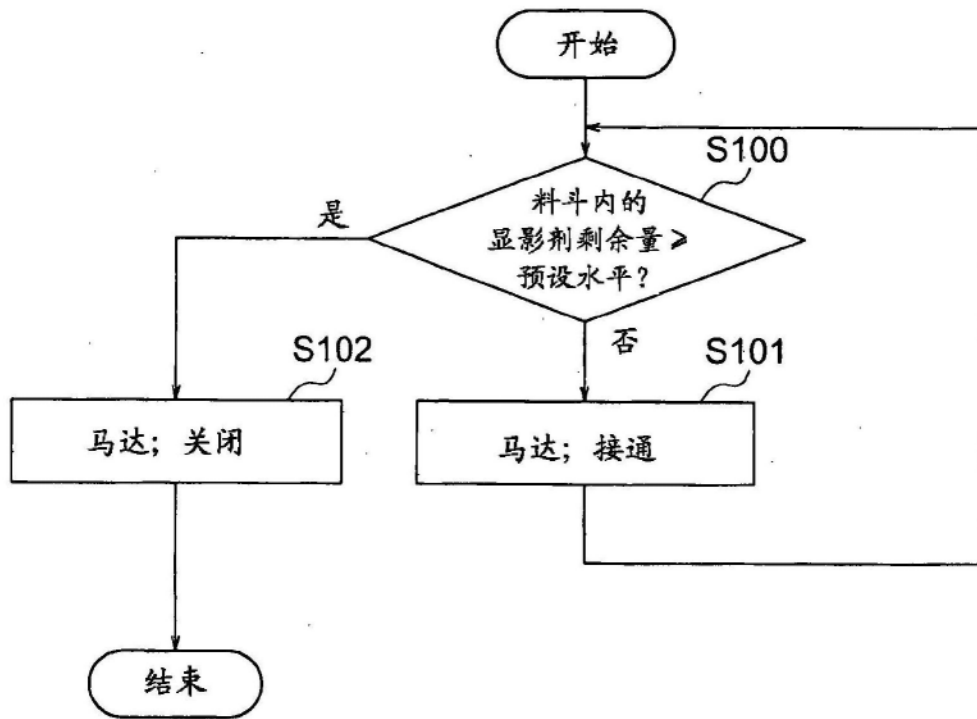 开始
S100
料斗内的
显影剂剩余量≥
预设水平?
是
否
S102
S101
马达；关闭
马达；接通
结束